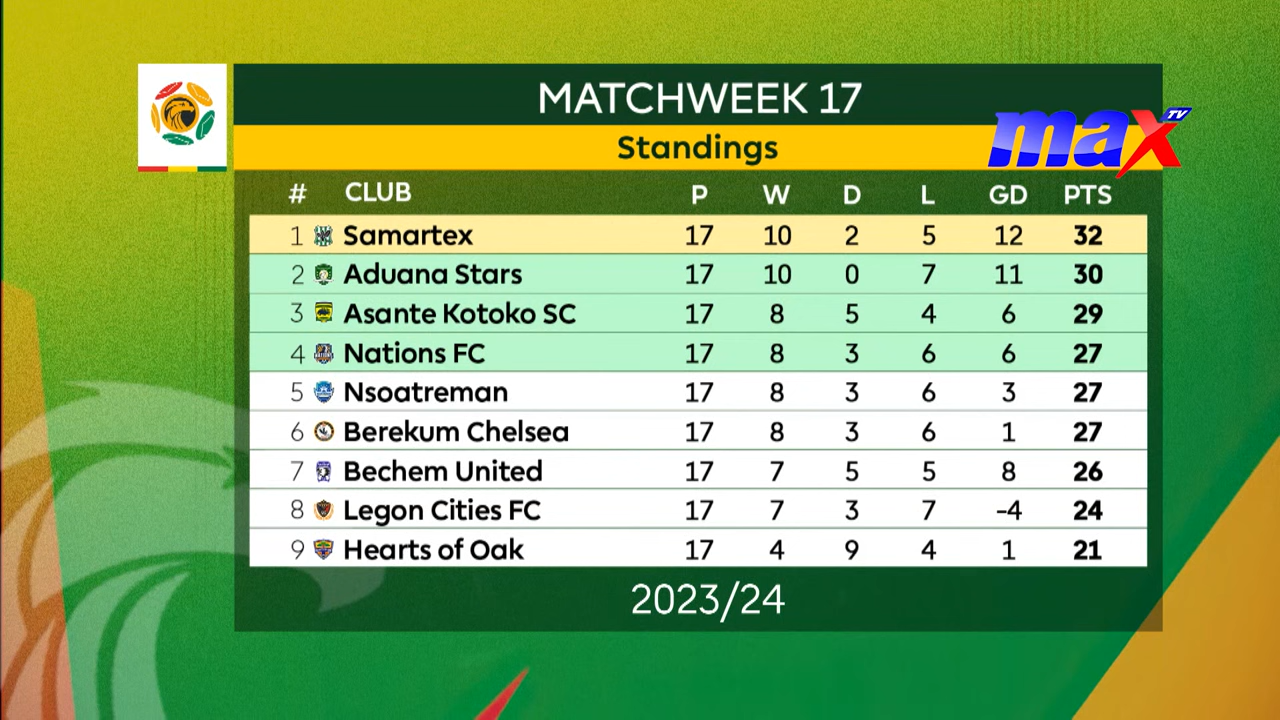 MATCHWEEK 17
max TV
Standings
# CLUB P W D L GD PTS
1 Samartex 17 10 2 5 12 32
2 Aduana Stars 17 10 0 7 11 30
3 Asante Kotoko SC 17 8 5 4 6 29
4 Nations FC 17 8 3 6 6 27
5 Nsoatreman 17 8 3 6 3 27
6 Berekum Chelsea 17 8 3 6 1 27
7 Bechem United 17 7 5 5 8 26
8 Legon Cities FC 17 7 3 7 -4 24
9 Hearts of Oak 17 4 9 4 1 21
2023/24